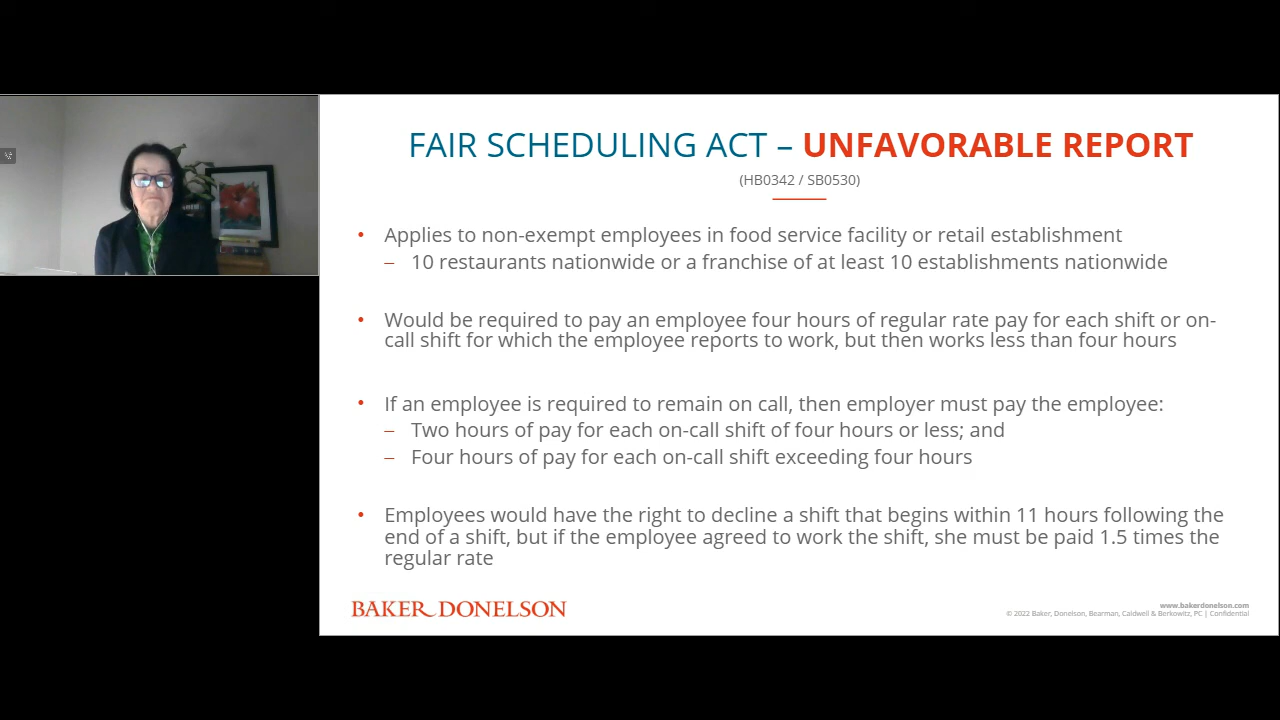 FAIR SCHEDULING ACT – UNFAVORABLE REPORT
(HB0342 / SB0530)
• Applies to non-exempt employees in food service facility or retail establishment
– 10 restaurants nationwide or a franchise of at least 10 establishments nationwide
• Would be required to pay an employee four hours of regular rate pay for each shift or on-
call shift for which the employee reports to work, but then works less than four hours
• If an employee is required to remain on call, then employer must pay the employee:
– Two hours of pay for each on-call shift of four hours or less; and
– Four hours of pay for each on-call shift exceeding four hours
• Employees would have the right to decline a shift that begins within 11 hours following the
end of a shift, but if the employee agreed to work the shift, she must be paid 1.5 times the
regular rate
BAKER DONELSON
www.bakerdonelson.com
© 2022 Baker, Donelson, Bearman, Caldwell & Berkowitz, PC | Confidential